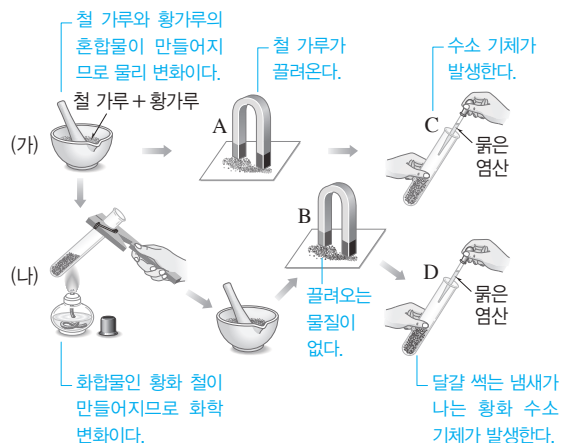 철 가루와 황가루의
혼합물이 만들어지
므로 물리 변화이다.
철 가루가
끌려온다.
수소 기체가
발생한다.
철 가루 + 황가루
(가)
A
C
묽은
염산
B
(나)
끌려오는
물질이
없다.
D
묽은
염산
화합물인 황화 철이
만들어지므로 화학
변화이다.
달걀 썩는 냄새가
나는 황화 수소
기체가 발생한다.